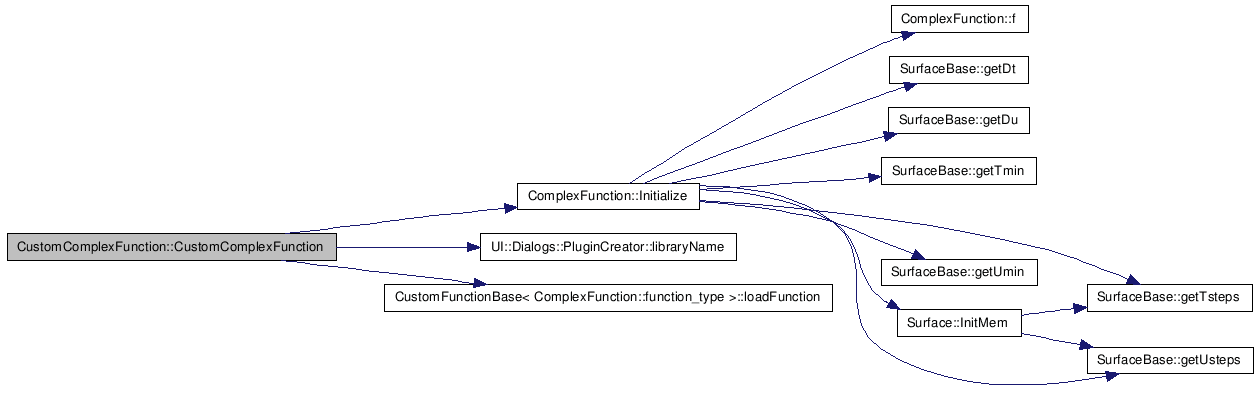 ComplexFunction::f
SurfaceBase::getDt
SurfaceBase::getDu
SurfaceBase::getTmin
ComplexFunction::Initialize
CustomComplexFunction::CustomComplexFunction
UI::Dialogs::PluginCreator::libraryName
SurfaceBase::getUmin
CustomFunctionBase< ComplexFunction::function_type >::loadFunction
SurfaceBase::getTsteps
Surface::InitMem
SurfaceBase::getUsteps